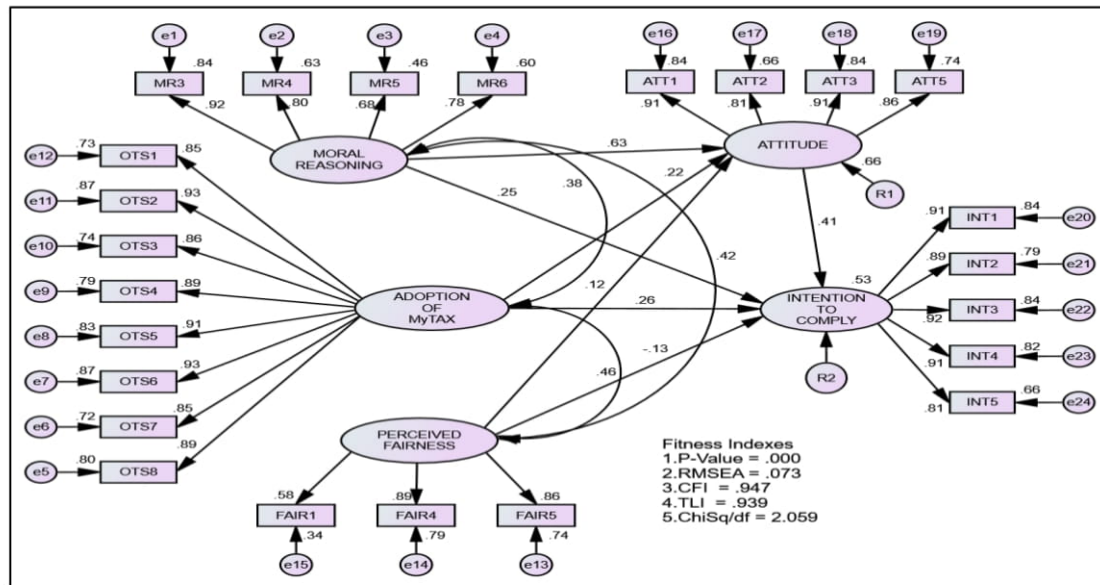 e1 e2 e3 e4 e16 e17 e18 e19
.84 .63 .46 .60 .84 .66 .84 .74
MR3 MR4 MR5 MR6 ATT1 ATT2 ATT3 ATT5
.92 .80 .68 .78 .91 .81 .91 .86
MORAL
REASONING
ATTITUDE
.63
.66
R1
.38
.22
.25
.41
.42
e12 .73 OTS1 .85
e11 .87 OTS2 .93
e10 .74 OTS3 .86
e9 .79 OTS4 .89
e8 .83 OTS5 .91
e7 .87 OTS6 .93
e6 .72 OTS7 .85
e5 .80 OTS8 .89
ADOPTION
OF
MyTAX
.12
.26
-.13
.46
.53
INTENTION
TO
COMPLY
R2
.91 INT1 .84 e20
.89 INT2 .79 e21
.92 INT3 .84 e22
.91 INT4 .82 e23
.81 INT5 .66 e24
PERCEIVED
FAIRNESS
.58 .89 .86
FAIR1 FAIR4 FAIR5
.34 .79 .74
e15 e14 e13
Fitness Indexes
1.P-Value = .000
2.RMSEA = .073
3.CFI = .947
4.TLI = .939
5.ChiSq/df = 2.059